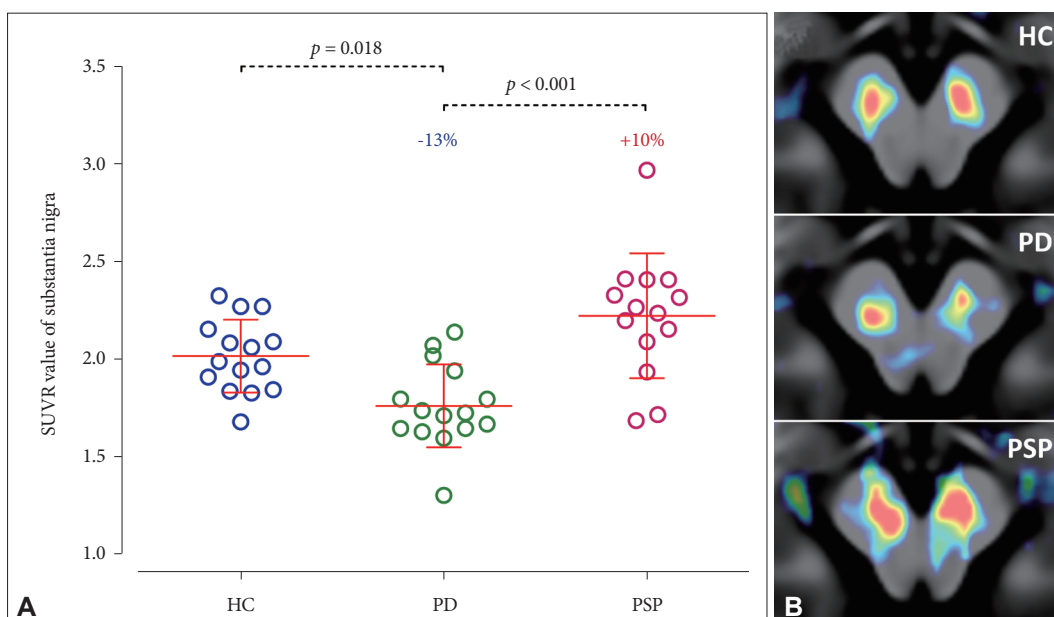 p = 0.018
p < 0.001
-13%
+10%
3.5
3.0
2.5
2.0
1.5
1.0
SUVR value of substantia nigra
HC
PD
PSP
A
HC
PD
PSP
B